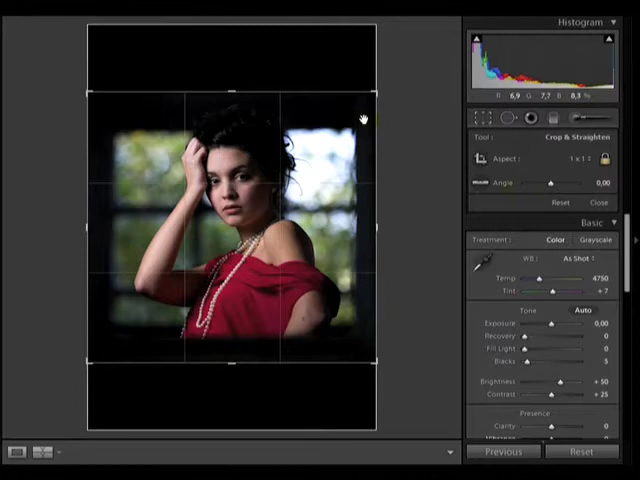 Histogram
R 6,9 G 7,7 B 8,3 %
Tool : Crop & Straighten
Aspect : 1 x 1
Angle 0,00
Reset Close
Basic
Treatment : Color Grayscale
WB : As Shot
Temp 4750
Tint + 7
Tone Auto
Exposure 0,00
Recovery 0
Fill Light 0
Blacks 5
Brightness + 50
Contrast + 25
Presence
Clarity 0
Previous Reset